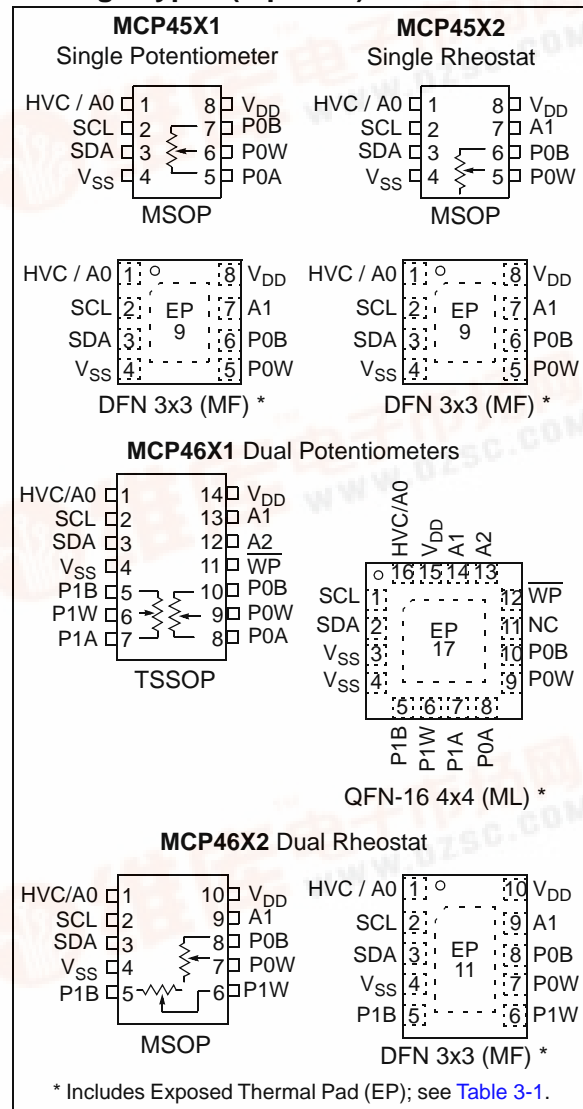 MCP45X1
Single Potentiometer
HVC / A0 1 8 VDD
SCL 2 7 P0B
SDA 3 6 P0W
VSS 4 5 P0A
MSOP
MCP45X2
Single Rheostat
HVC / A0 1 8 VDD
SCL 2 7 A1
SDA 3 6 P0B
VSS 4 5 P0W
MSOP
HVC / A0 1 8 VDD
SCL 2 EP 7 A1
SDA 3 9 6 P0B
VSS 4 5 P0W
DFN 3x3 (MF) *
HVC / A0 1 8 VDD
SCL 2 EP 7 A1
SDA 3 9 6 P0B
VSS 4 5 P0W
DFN 3x3 (MF) *
MCP46X1 Dual Potentiometers
HVC/A0 1 14 VDD
SCL 2 13 A1
SDA 3 12 A2
VSS 4 11 WP
P1B 5 10 P0B
P1W 6 9 P0W
P1A 7 8 P0A
TSSOP
HVC/A0 VDD A1 A2
16 15 14 13
SCL 1 12 WP
SDA 2 EP 11 NC
VSS 3 17 10 P0B
VSS 4 9 P0W
5 6 7 8
P1B P1W P1A P0A
QFN-16 4x4 (ML) *
MCP46X2 Dual Rheostat
HVC/A0 1 10 VDD
SCL 2 9 A1
SDA 3 8 P0B
VSS 4 7 P0W
P1B 5 6 P1W
MSOP
HVC / A0 1 10 VDD
SCL 2 9 A1
SDA 3 EP 8 P0B
VSS 4 11 7 P0W
P1B 5 6 P1W
DFN 3x3 (MF) *
* Includes Exposed Thermal Pad (EP); see Table 3-1.